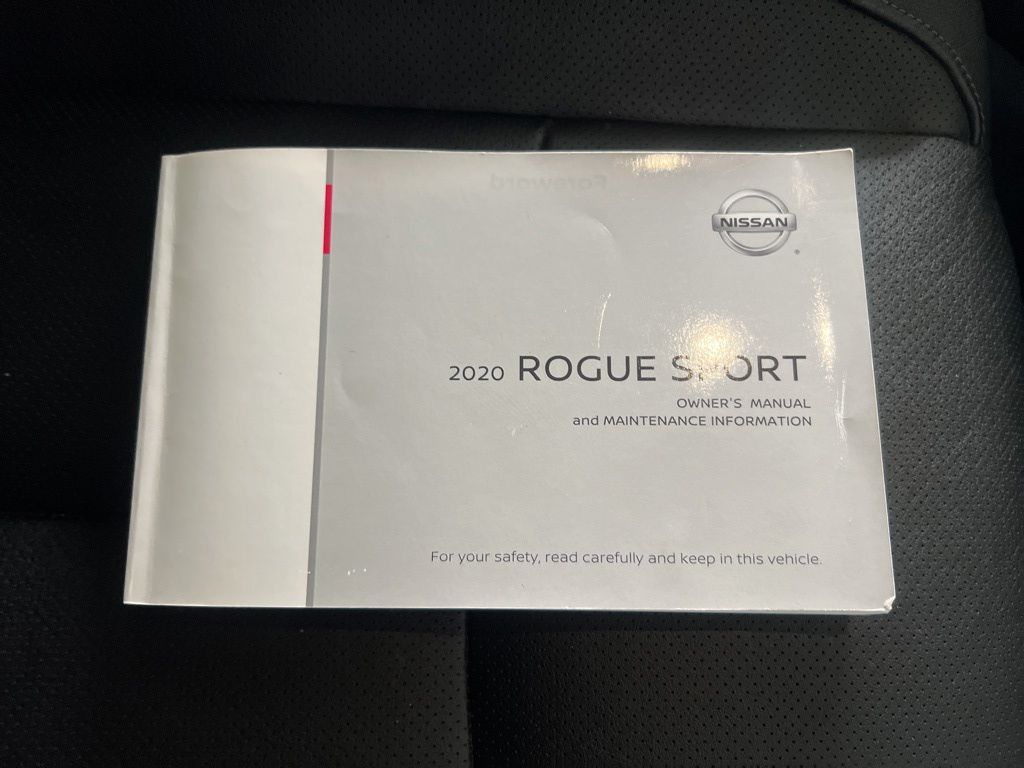 Foreword
NISSAN
2020 ROGUE SPORT
OWNER'S MANUAL
and MAINTENANCE INFORMATION
For your safety, read carefully and keep in this vehicle.